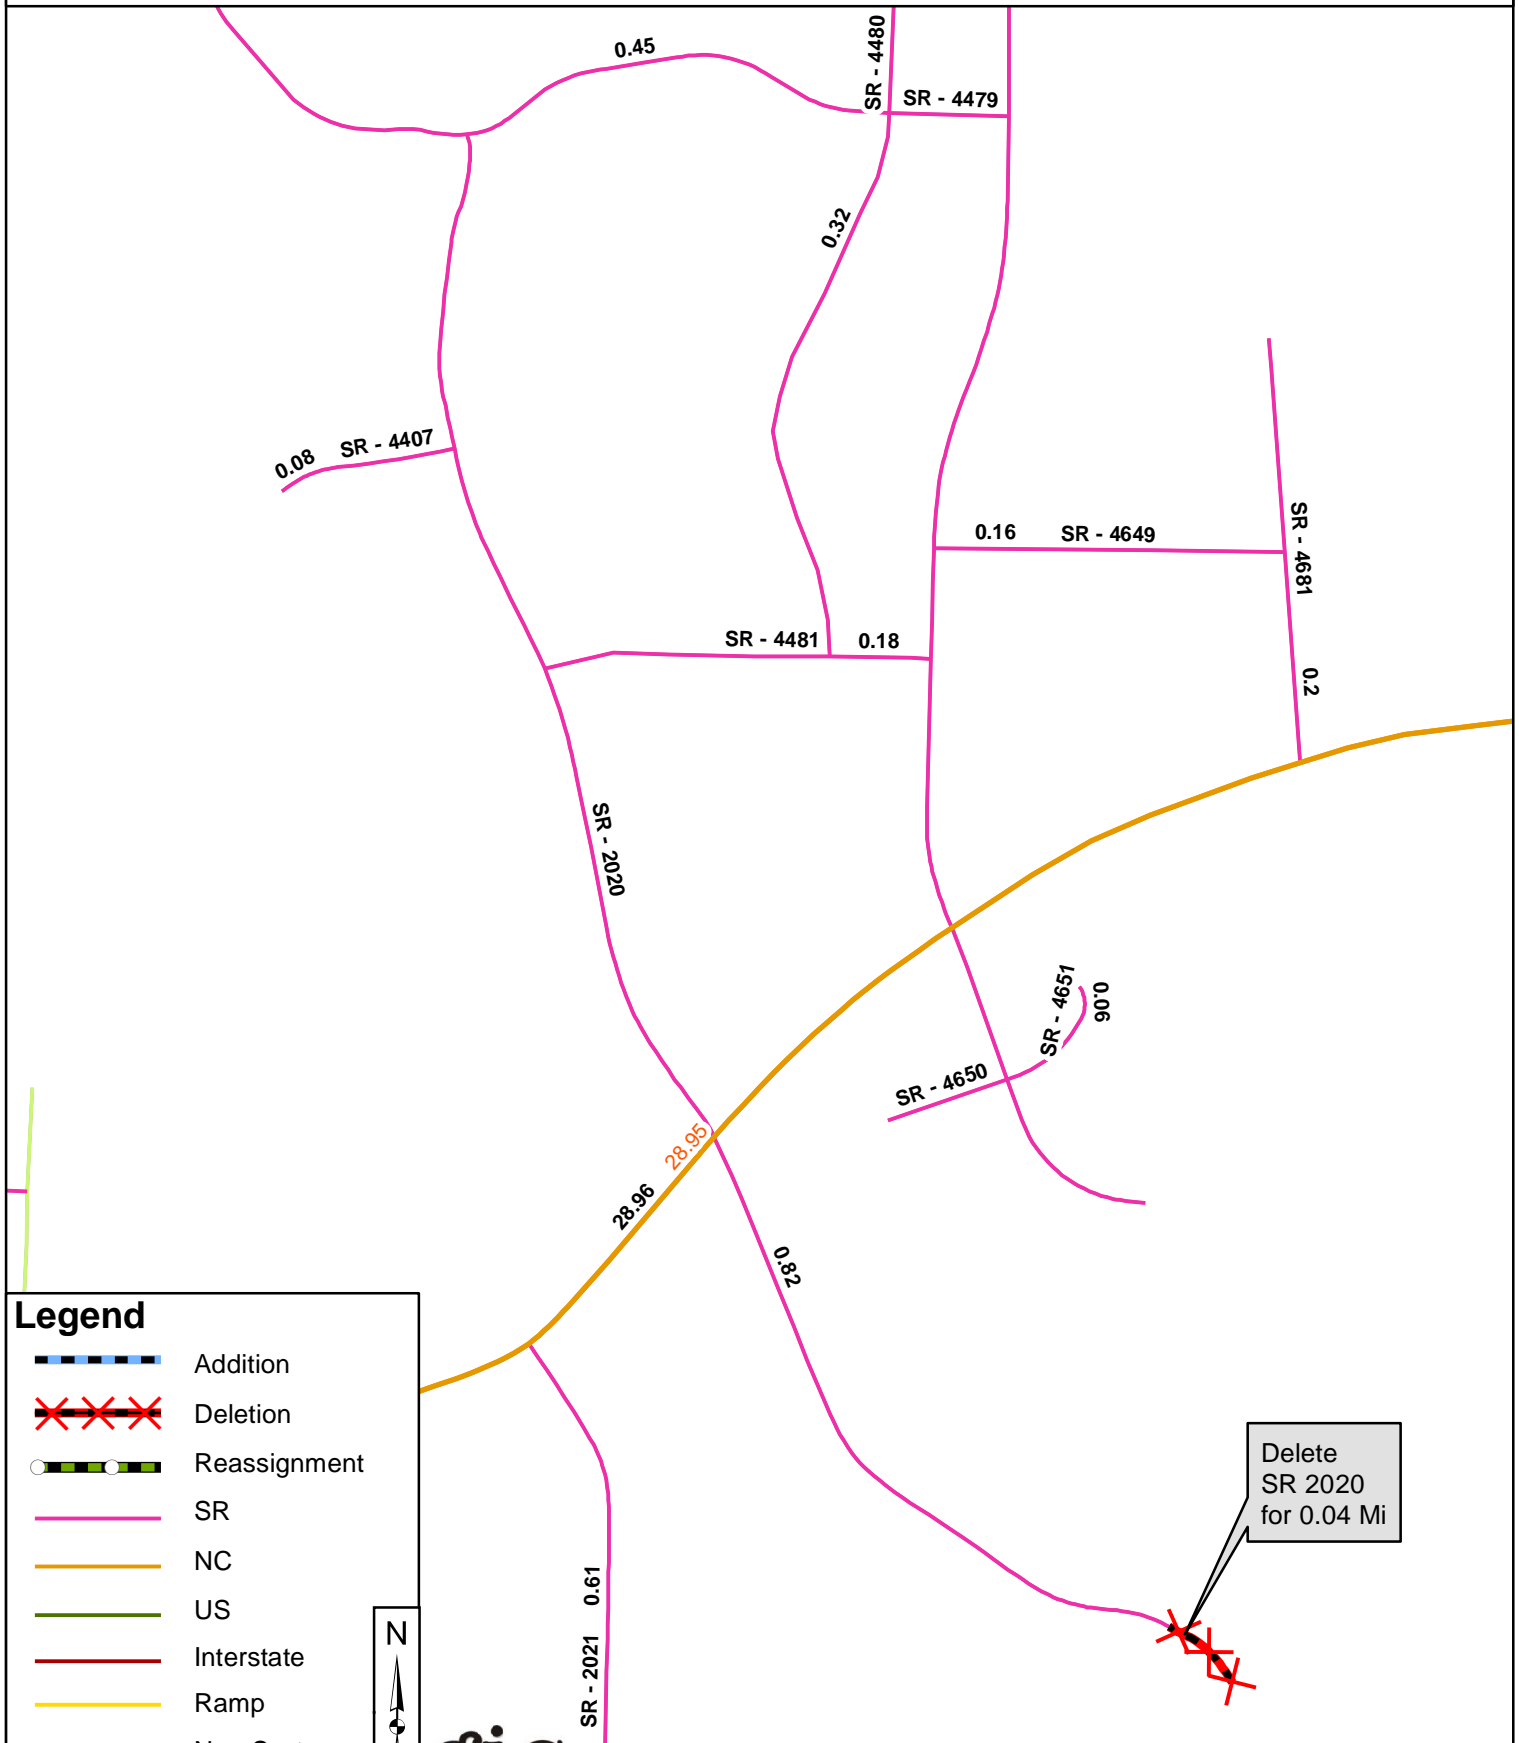 0.45
SR - 4480
SR - 4479
0.32
0.08
SR - 4407
0.16
SR - 4649
SR - 4681
SR - 4481
0.18
0.2
SR - 2020
SR - 4651
0.06
SR - 4650
28.95
28.96
0.82
Legend
Addition
Deletion
Reassignment
SR
NC
US
Interstate
Ramp
Delete
SR 2020
for 0.04 Mi
0.61
SR - 2021
N